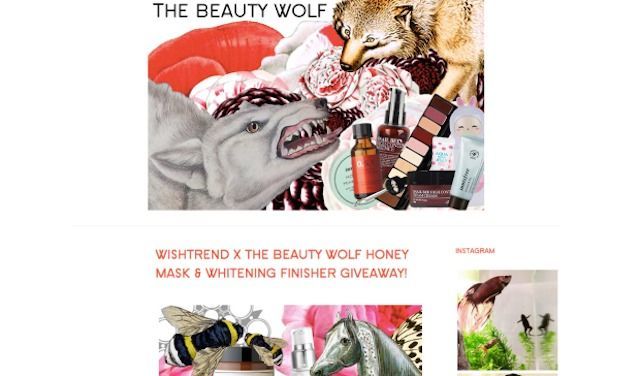 THE BEAUTY WOLF
WISHTREND X THE BEAUTY WOLF HONEY
MASK & WHITENING FINISHER GIVEAWAY!
INSTAGRAM